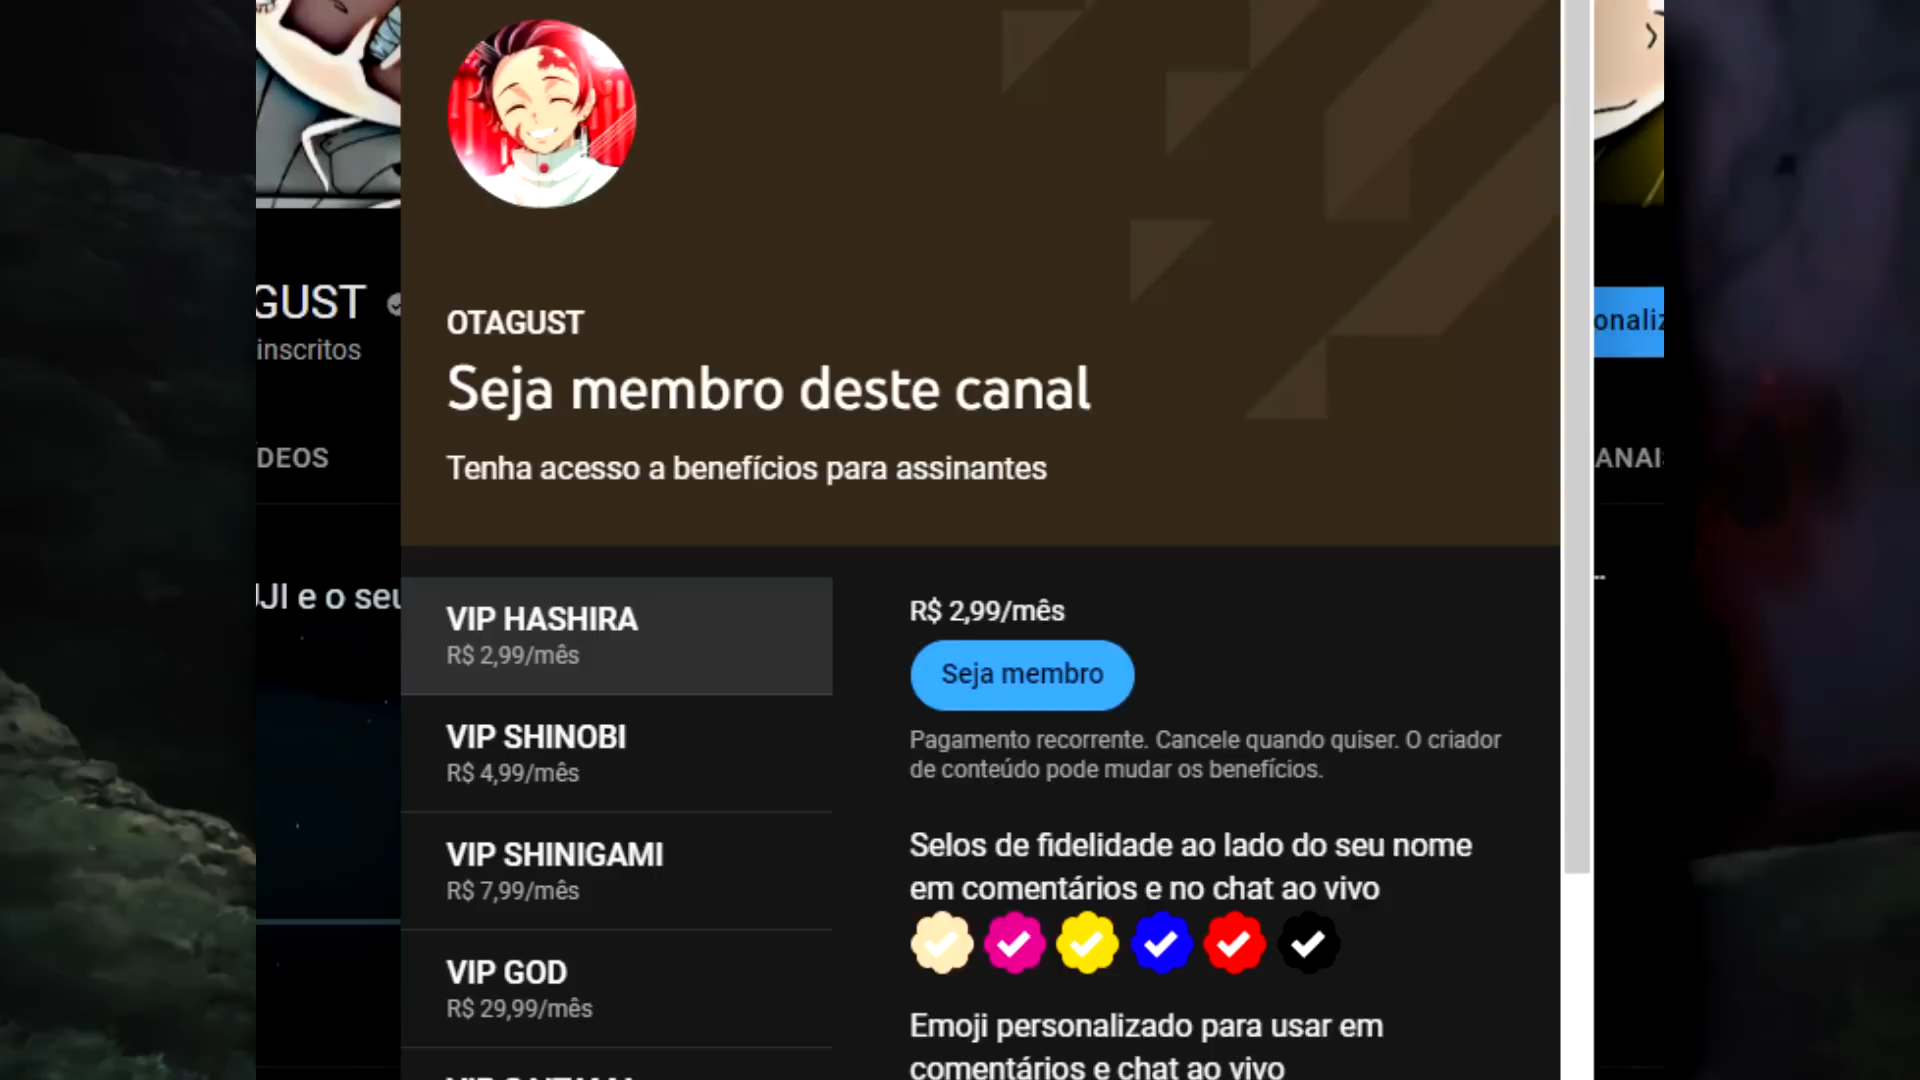 GUST
inscritos
DEOS
JI e o seu
OTAGUST
Seja membro deste canal
Tenha acesso a benefícios para assinantes
VIP HASHIRA
R$ 2,99/mês
VIP SHINOBI
R$ 4,99/mês
VIP SHINIGAMI
R$ 7,99/mês
VIP GOD
R$ 29,99/mês
R$ 2,99/mês
Seja membro
Pagamento recorrente. Cancele quando quiser. O criador
de conteúdo pode mudar os benefícios.
Selos de fidelidade ao lado do seu nome
em comentários e no chat ao vivo
Emoji personalizado para usar em
comentários e chat ao vivo
onaliz
ANAI